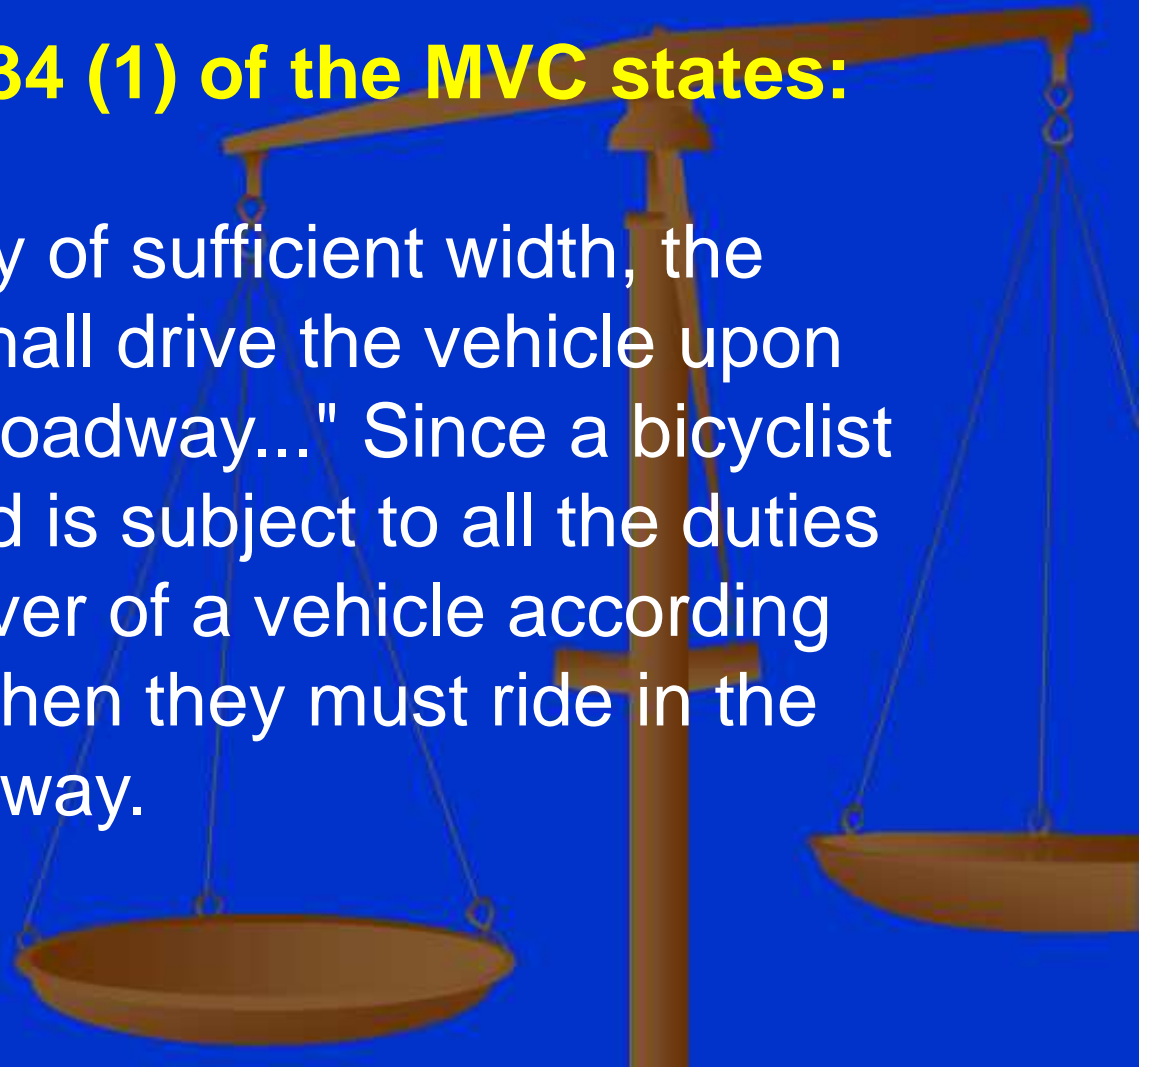 34 (1) of the MVC states:
y of sufficient width, the
hall drive the vehicle upon
oadway..." Since a bicyclist
d is subject to all the duties
ver of a vehicle according
hen they must ride in the
way.